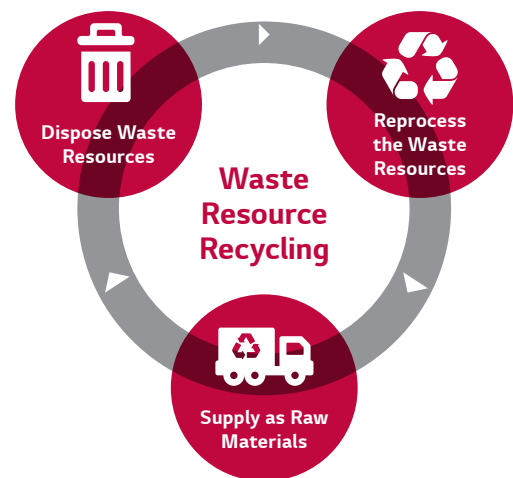 Dispose Waste
Resources
Reprocess
the Waste
Resources
Waste
Resource
Recycling
Supply as Raw
Materials